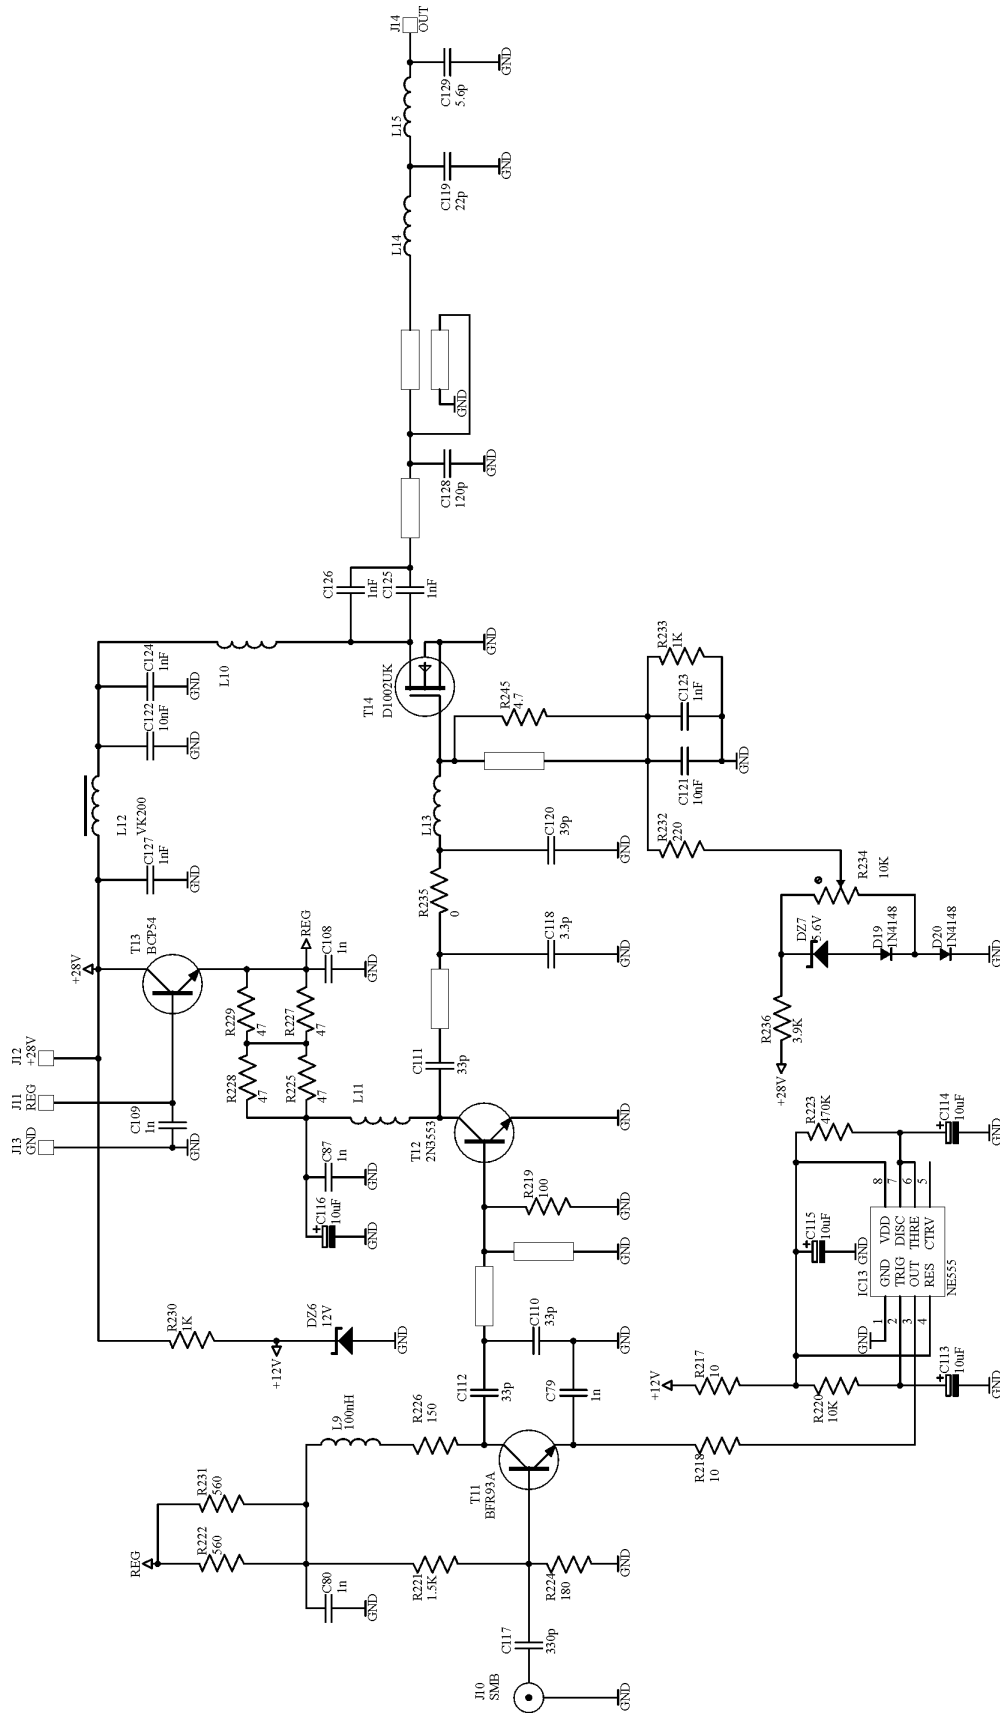 J14
OUT
C129
5.6p
GND
L15
C119
22p
GND
L14
GND
C128
120p
GND
C126
1nF
C125
1nF
L10
C124
1nF
GND
C122
10nF
GND
L12
VK200
C127
1nF
GND
T14
D1002UK
GND
R245
4.7
R233
1K
C123
1nF
C121
10nF
GND
R232
220
R234
10K
L13
C120
39p
GND
R235
0
C118
3.3p
GND
DZ7
5.6V
D19
1N4148
D20
1N4148
GND
R236
3.9K
+28V
T13
BCP54
+28V
REG
C108
1n
GND
R229
47
R227
47
R228
47
R225
47
C111
33p
L11
J12
+28V
J11
REG
J13
GND
C109
1n
GND
T12
2N3553
GND
C87
1n
GND
C116
+
10uF
GND
R219
100
GND
GND
R223
470K
C114
+
10uF
GND
C115
+
10uF
GND
IC13
NE555
8
7
6
5
VDD
DISC
THRE
CTRV
GND
TRIG
OUT
RES
1
2
3
4
GND
C113
+
10uF
GND
R220
10K
R217
10
+12V
R230
1K
+12V
DZ6
12V
GND
C110
33p
C112
33p
C79
1n
GND
L9
100nH
R226
150
T11
BFR93A
R218
10
R231
560
R222
560
REG
C80
1n
GND
R221
1.5K
R224
180
GND
C117
330p
J10
SMB
GND